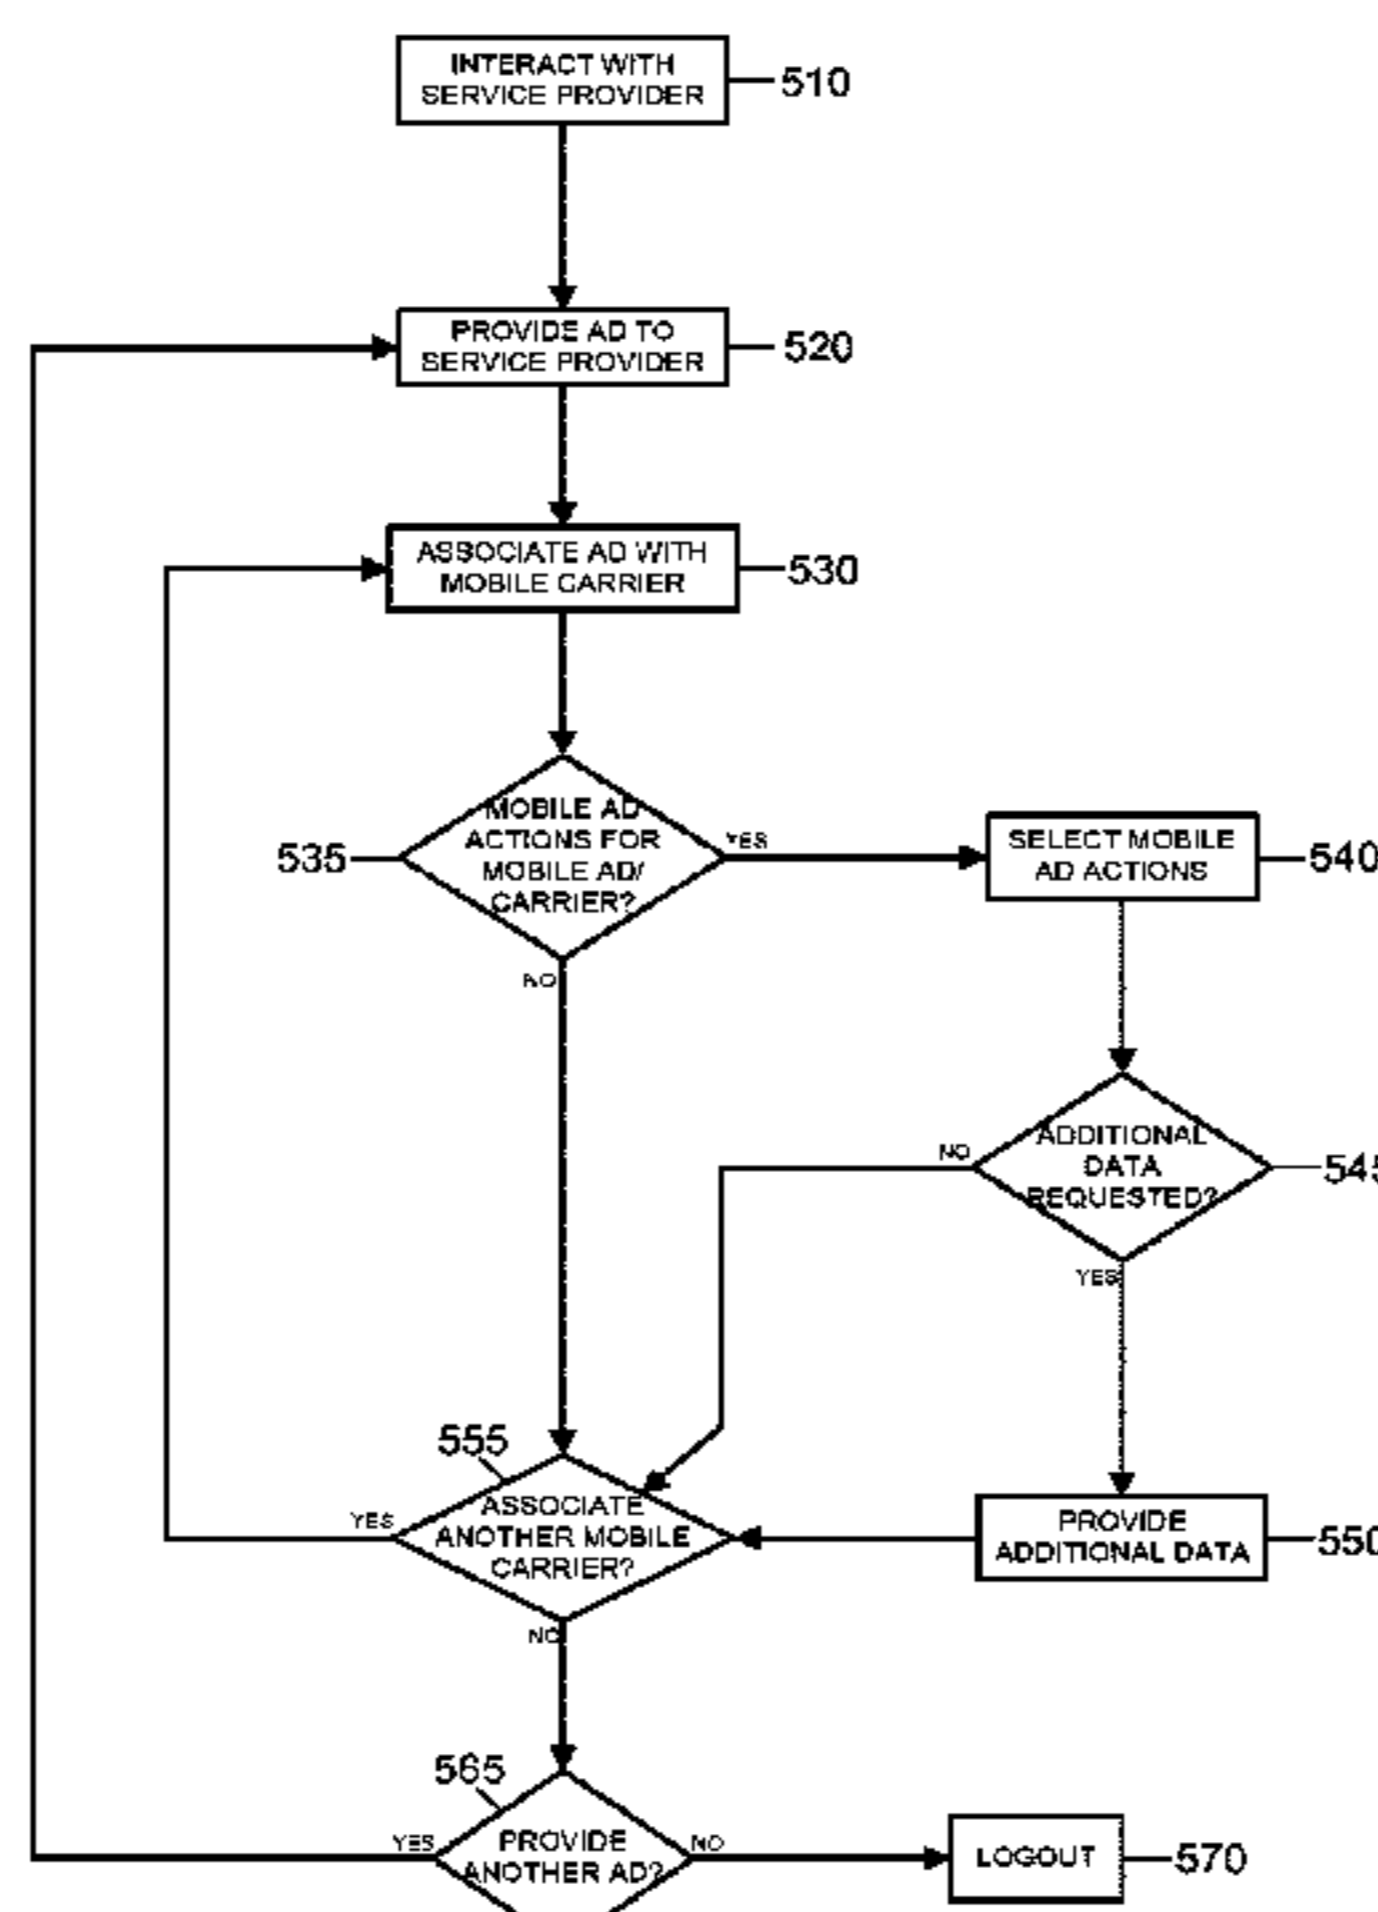 INTERACT WITH
SERVICE PROVIDER
510
PROVIDE AD TO
SERVICE PROVIDER
520
ASSOCIATE AD WITH
MOBILE CARRIER
530
MOBILE AD
ACTIONS FOR
MOBILE AD/
CARRIER?
535
YES
NO
SELECT MOBILE
AD ACTIONS
540
ADDITIONAL
DATA
REQUESTED?
545
NO
YES
555
ASSOCIATE
ANOTHER MOBILE
CARRIER?
YES
NO
PROVIDE
ADDITIONAL DATA
550
565
PROVIDE
ANOTHER AD?
YES
NO
LOGOUT
570